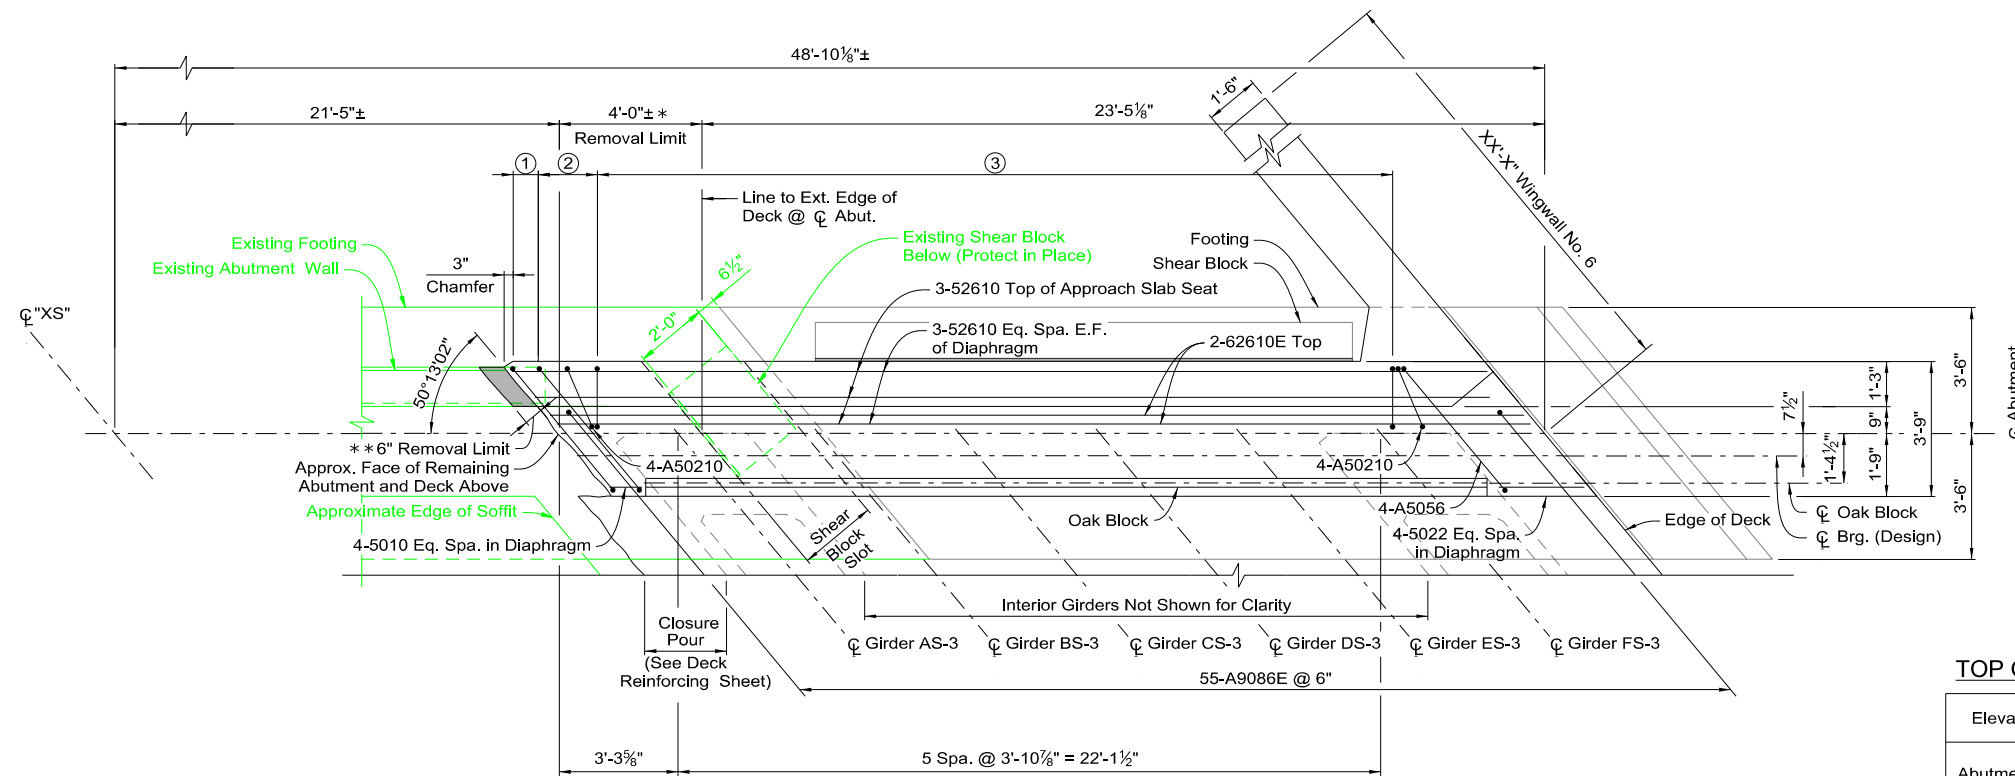 48'-10⅛"±
21'-5"±
4'-0"± *
Removal Limit
23'-5⅛"
1'-6"
XX'-X" Wingwall No. 6
1
2
3
Line to Ext. Edge of
Deck @ ℄ Abut.
Existing Footing
Existing Abutment Wall
3"
Chamfer
6½"
Existing Shear Block
Below (Protect in Place)
Footing
Shear Block
3-52610 Top of Approach Slab Seat
2'-0"
3-52610 Eq. Spa. E.F.
of Diaphragm
2-62610E Top
℄ "XS"
50°13'02"
**6" Removal Limit
Approx. Face of Remaining
Abutment and Deck Above
Approximate Edge of Soffit
4-5010 Eq. Spa. in Diaphragm
4-A50210
4-A50210
4-A5056
Oak Block
4-5022 Eq. Spa.
in Diaphragm
Shear
Block
Slot
Edge of Deck
℄ Oak Block
℄ Brg. (Design)
7½"
1'-4½"
1'-3"
9"
1'-9"
3'-9"
3'-6"
3'-6"
℄ Abutment
Interior Girders Not Shown for Clarity
Closure
Pour
(See Deck
Reinforcing Sheet)
℄ Girder AS-3
℄ Girder BS-3
℄ Girder CS-3
℄ Girder DS-3
℄ Girder ES-3
℄ Girder FS-3
55-A9086E @ 6"
3'-3⅝"
5 Spa. @ 3'-10⅞" = 22'-1½"
TOP
Eleva
Abutme